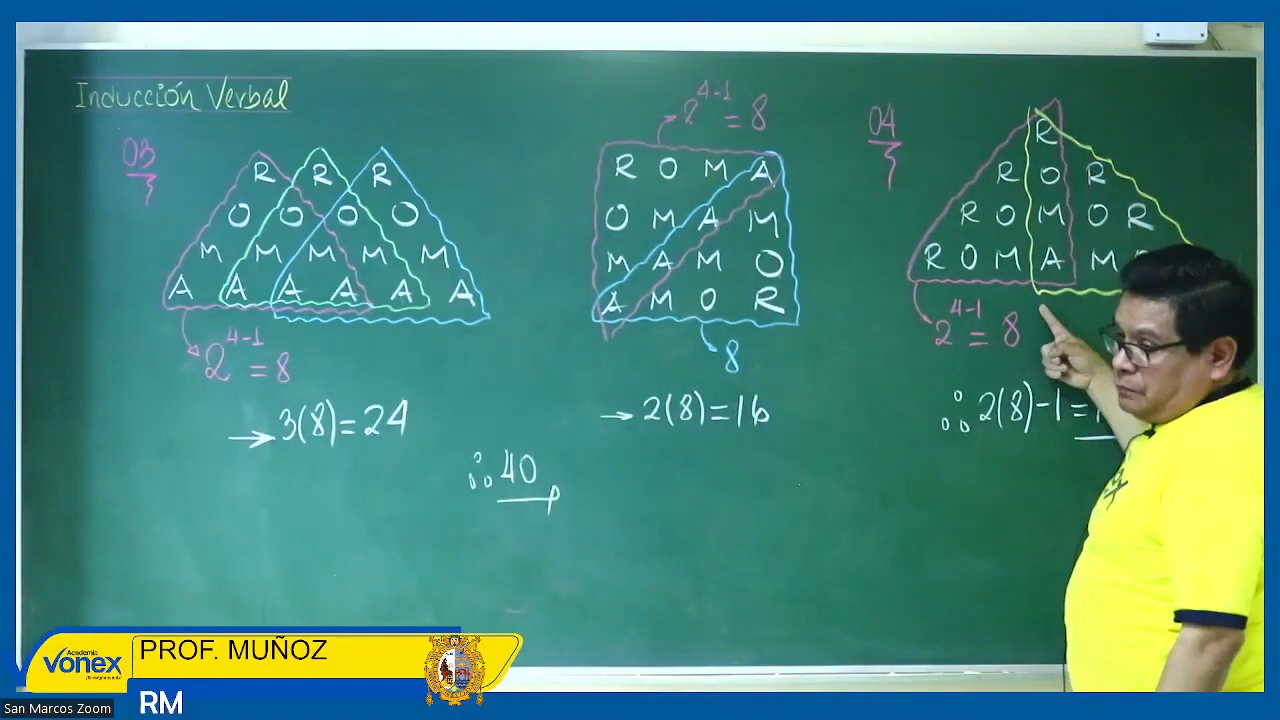 Inducción Verbal
03
R R R
O O O O
M M M M M
A A A A A A
2^4-1 = 8
→ 3(8) = 24
2^4-1 = 8
R O M A
O M A M
M A M O
A M O R
8
→ 2(8) = 16
∴ 40
04
R
R O R
R O M O R
R O M A M
2^4-1 = 8
∴ 2(8) - 1 =
Academia
vonex
PROF. MUÑOZ
RM
San Marcos Zoom